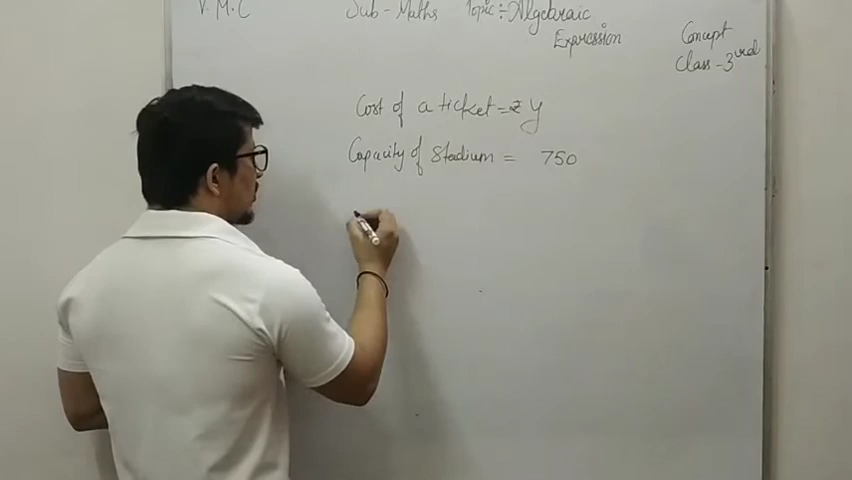 V.M.C Sub-Maths Topic:-Algebraic
Expression
Concept
Class-3rd
Cost of a ticket = ₹ y
Capacity of Stadium = 750